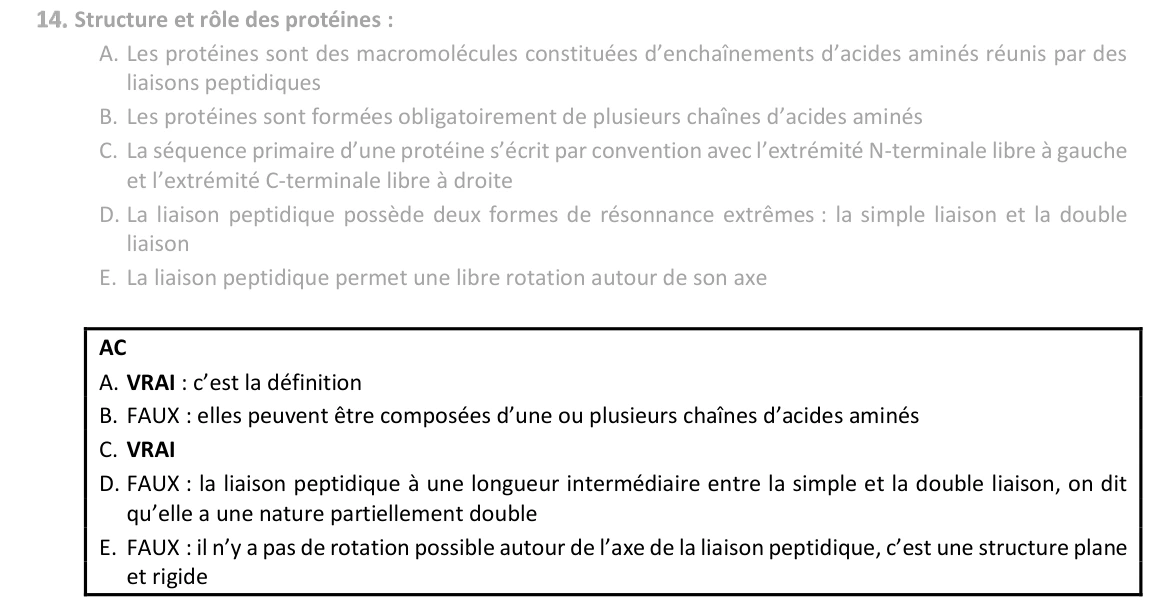 14. Structure et rôle des protéines :
A. Les protéines sont des macromolécules constituées d’enchaînements d’acides aminés réunis par des
liaisons peptidiques
B. Les protéines sont formées obligatoirement de plusieurs chaînes d’acides aminés
C. La séquence primaire d’une protéine s’écrit par convention avec l’extrémité N-terminale libre à gauche
et l’extrémité C-terminale libre à droite
D. La liaison peptidique possède deux formes de résonnance extrêmes : la simple liaison et la double
liaison
E. La liaison peptidique permet une libre rotation autour de son axe
AC
A. VRAI : c’est la définition
B. FAUX : elles peuvent être composées d’une ou plusieurs chaînes d’acides aminés
C. VRAI
D. FAUX : la liaison peptidique à une longueur intermédiaire entre la simple et la double liaison, on dit
qu’elle a une nature partiellement double
E. FAUX : il n’y a pas de rotation possible autour de l’axe de la liaison peptidique, c’est une structure plane
et rigide